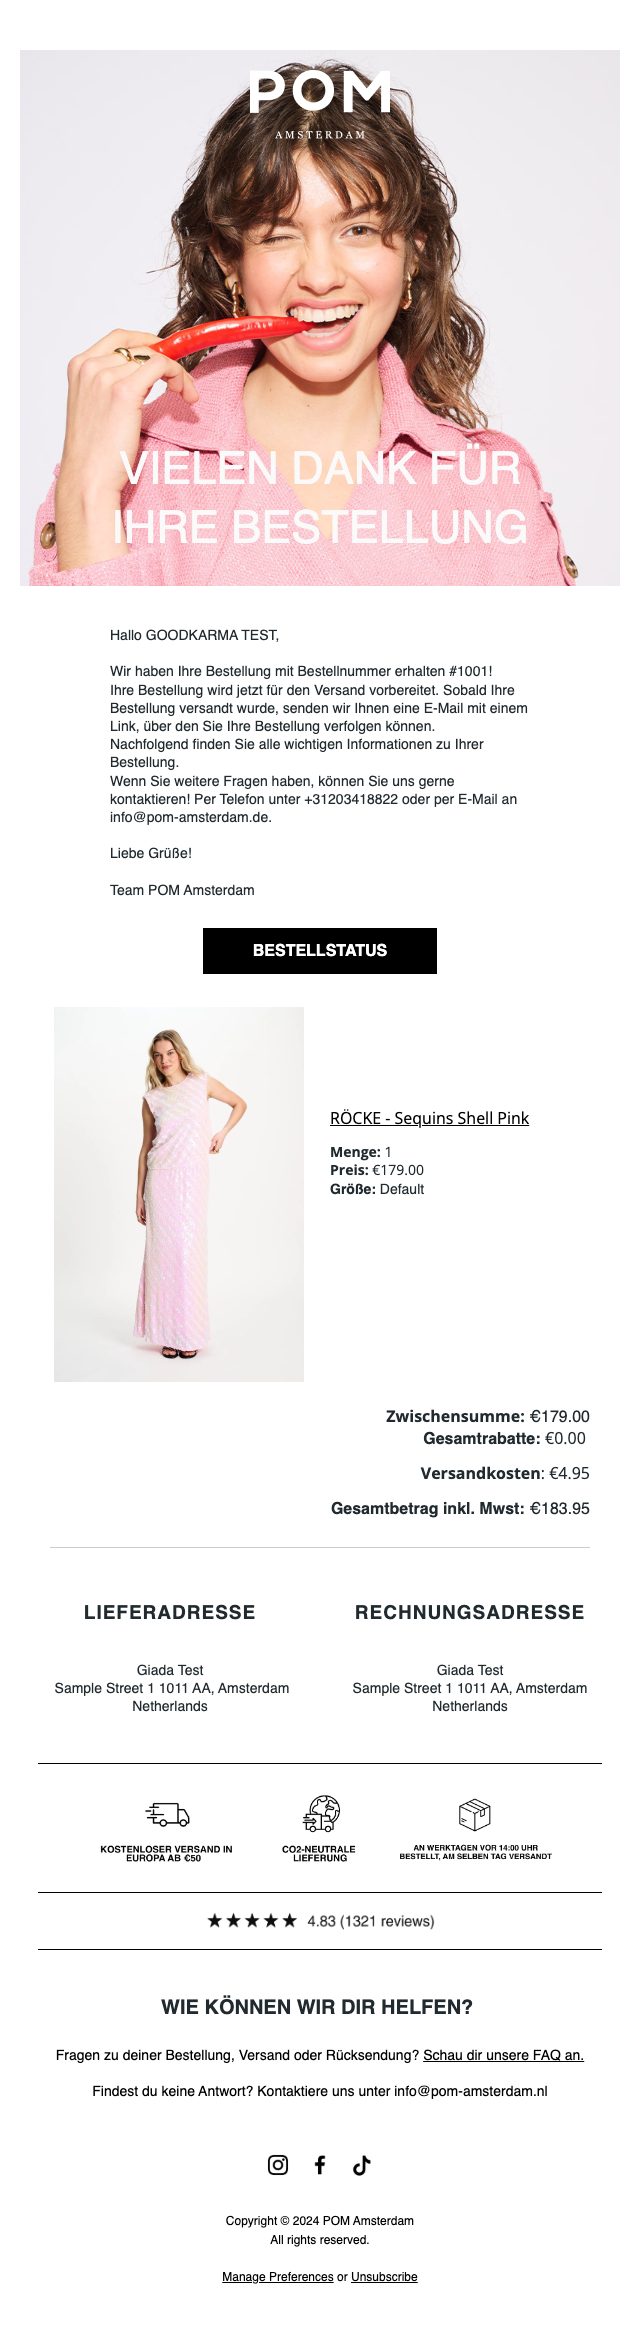 POM
AMSTERDAM
VIELEN DANK FÜR
IHRE BESTELLUNG
Hallo GOODKARMA TEST,
Wir haben Ihre Bestellung mit Bestellnummer erhalten #1001!
Ihre Bestellung wird jetzt für den Versand vorbereitet. Sobald Ihre
Bestellung versandt wurde, senden wir Ihnen eine E-Mail mit einem
Link, über den Sie Ihre Bestellung verfolgen können.
Nachfolgend finden Sie alle wichtigen Informationen zu Ihrer
Bestellung.
Wenn Sie weitere Fragen haben, können Sie uns gerne
kontaktieren! Per Telefon unter +31203418822 oder per E-Mail an
info@pom-amsterdam.de.
Liebe Grüße!
Team POM Amsterdam
BESTELLSTATUS
RÖCKE - Sequins Shell Pink
Menge: 1
Preis: €179.00
Größe: Default
Zwischensumme: €179.00
Gesamtrabatte: €0.00
Versandkosten: €4.95
Gesamtbetrag inkl. Mwst: €183.95
LIEFERADRESSE
Giada Test
Sample Street 1 1011 AA, Amsterdam
Netherlands
RECHNUNGSADRESSE
Giada Test
Sample Street 1 1011 AA, Amsterdam
Netherlands
KOSTENLOSER VERSAND IN
EUROPA AB €50
CO2-NEUTRALE
LIEFERUNG
AN WERKTAGEN VOR 14:00 UHR
BESTELLT, AM SELBEN TAG VERSANDT
4.83 (1321 reviews)
WIE KÖNNEN WIR DIR HELFEN?
Fragen zu deiner Bestellung, Versand oder Rücksendung? Schau dir unsere FAQ an.
Findest du keine Antwort? Kontaktiere uns unter info@pom-amsterdam.nl
Copyright © 2024 POM Amsterdam
All rights reserved.
Manage Preferences or Unsubscribe